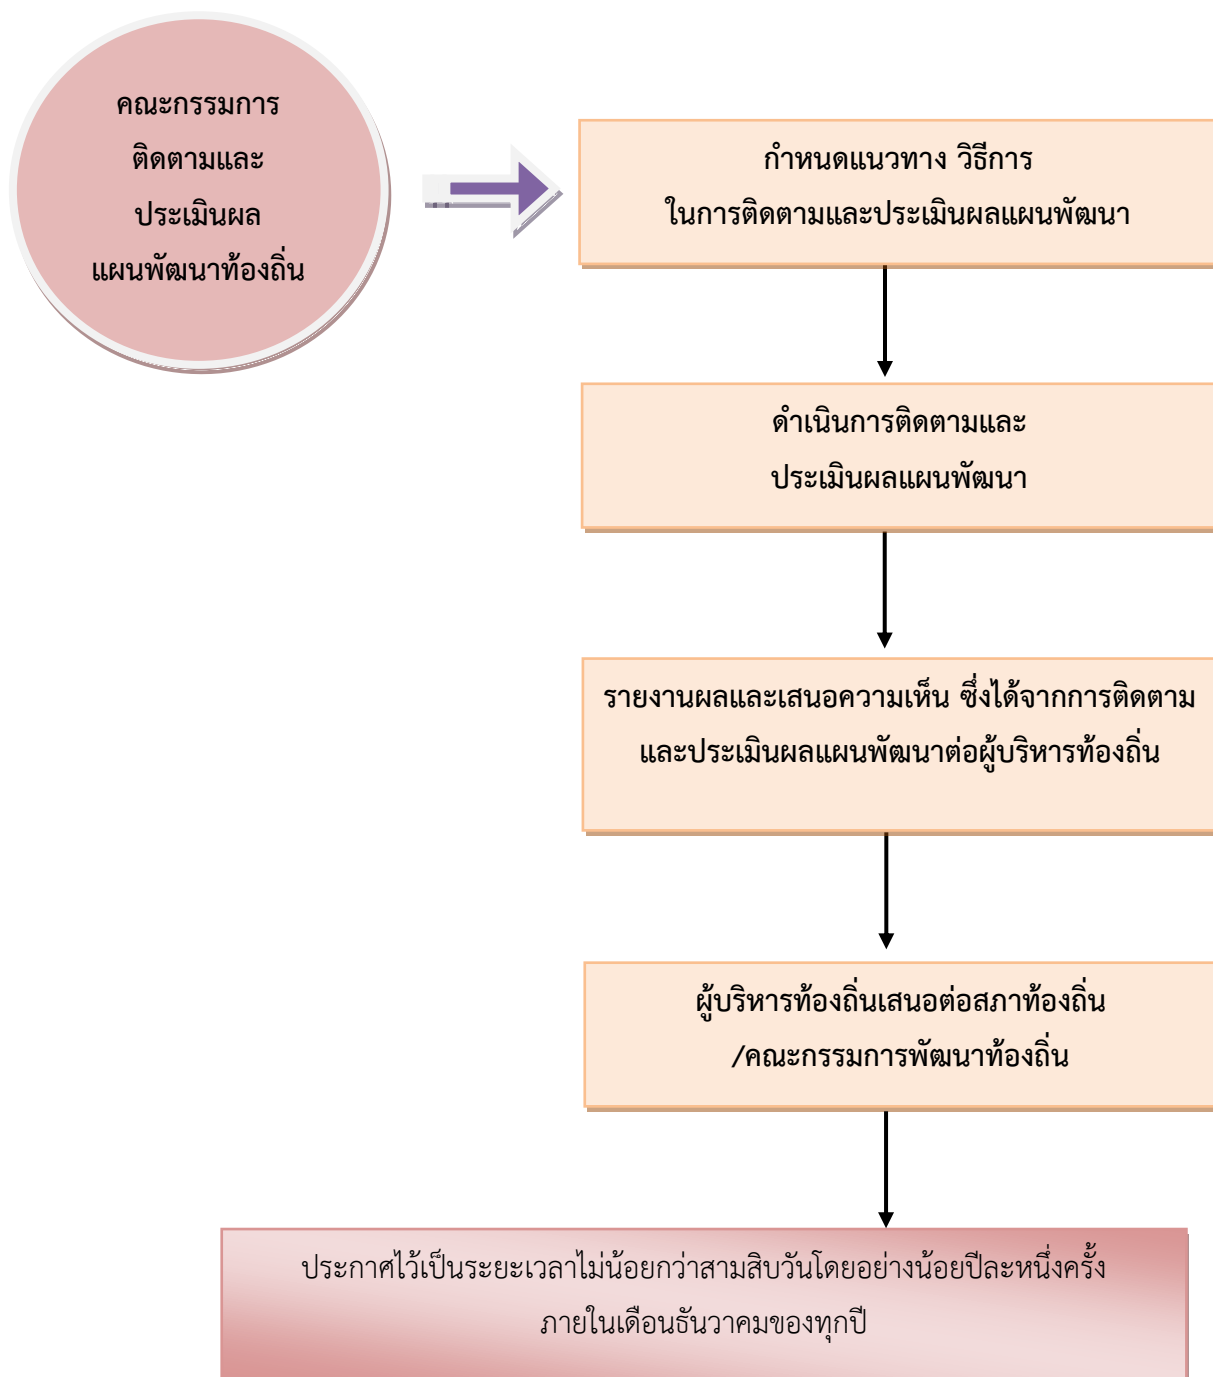 คณะกรรมการ
ติดตามและ
ประเมินผล
แผนพัฒนาท้องถิ่น
กำหนดแนวทาง วิธีการ
ในการติดตามและประเมินผลแผนพัฒนา
ดำเนินการติดตามและ
ประเมินผลแผนพัฒนา
รายงานผลและเสนอความเห็น ซึ่งได้จากการติดตาม
และประเมินผลแผนพัฒนาต่อผู้บริหารท้องถิ่น
ผู้บริหารท้องถิ่นเสนอต่อสภาท้องถิ่น
/คณะกรรมการพัฒนาท้องถิ่น
ประกาศไว้เป็นระยะเวลาไม่น้อยกว่าสามสิบวันโดยอย่างน้อยปีละหนึ่งครั้ง
ภายในเดือนธันวาคมของทุกปี